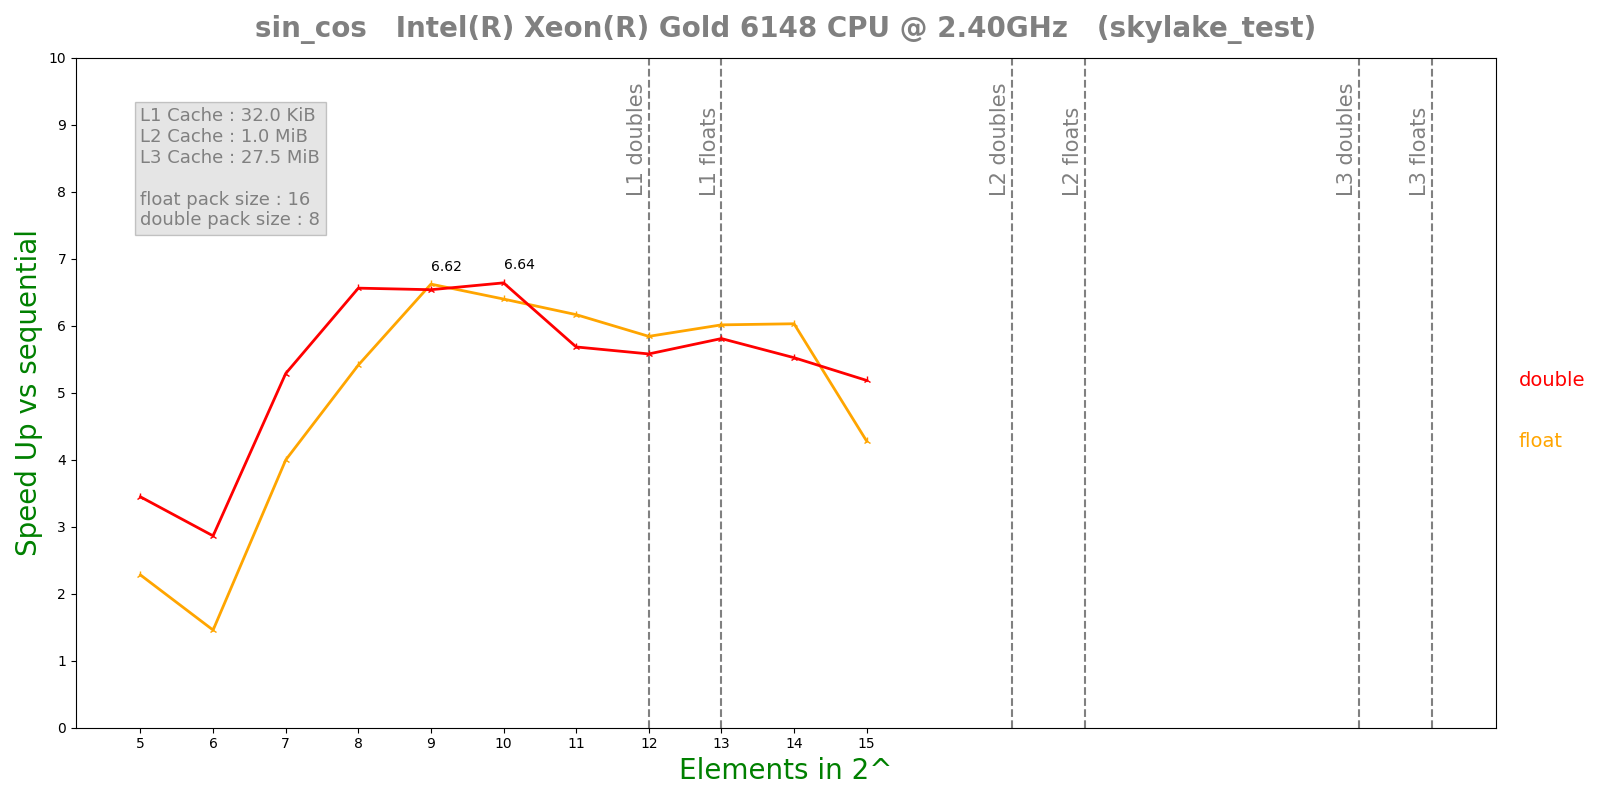 sin_cos   Intel(R) Xeon(R) Gold 6148 CPU @ 2.40GHz   (skylake_test)
10
9
8
7
6
5
4
3
2
1
0
Speed Up vs sequential
L1 Cache : 32.0 KiB
L2 Cache : 1.0 MiB
L3 Cache : 27.5 MiB
float pack size : 16
double pack size : 8
L1 doubles
L1 floats
L2 doubles
L2 floats
L3 doubles
L3 floats
6.62
6.64
double
float
5 6 7 8 9 10 11 12 13 14 15
Elements in 2^